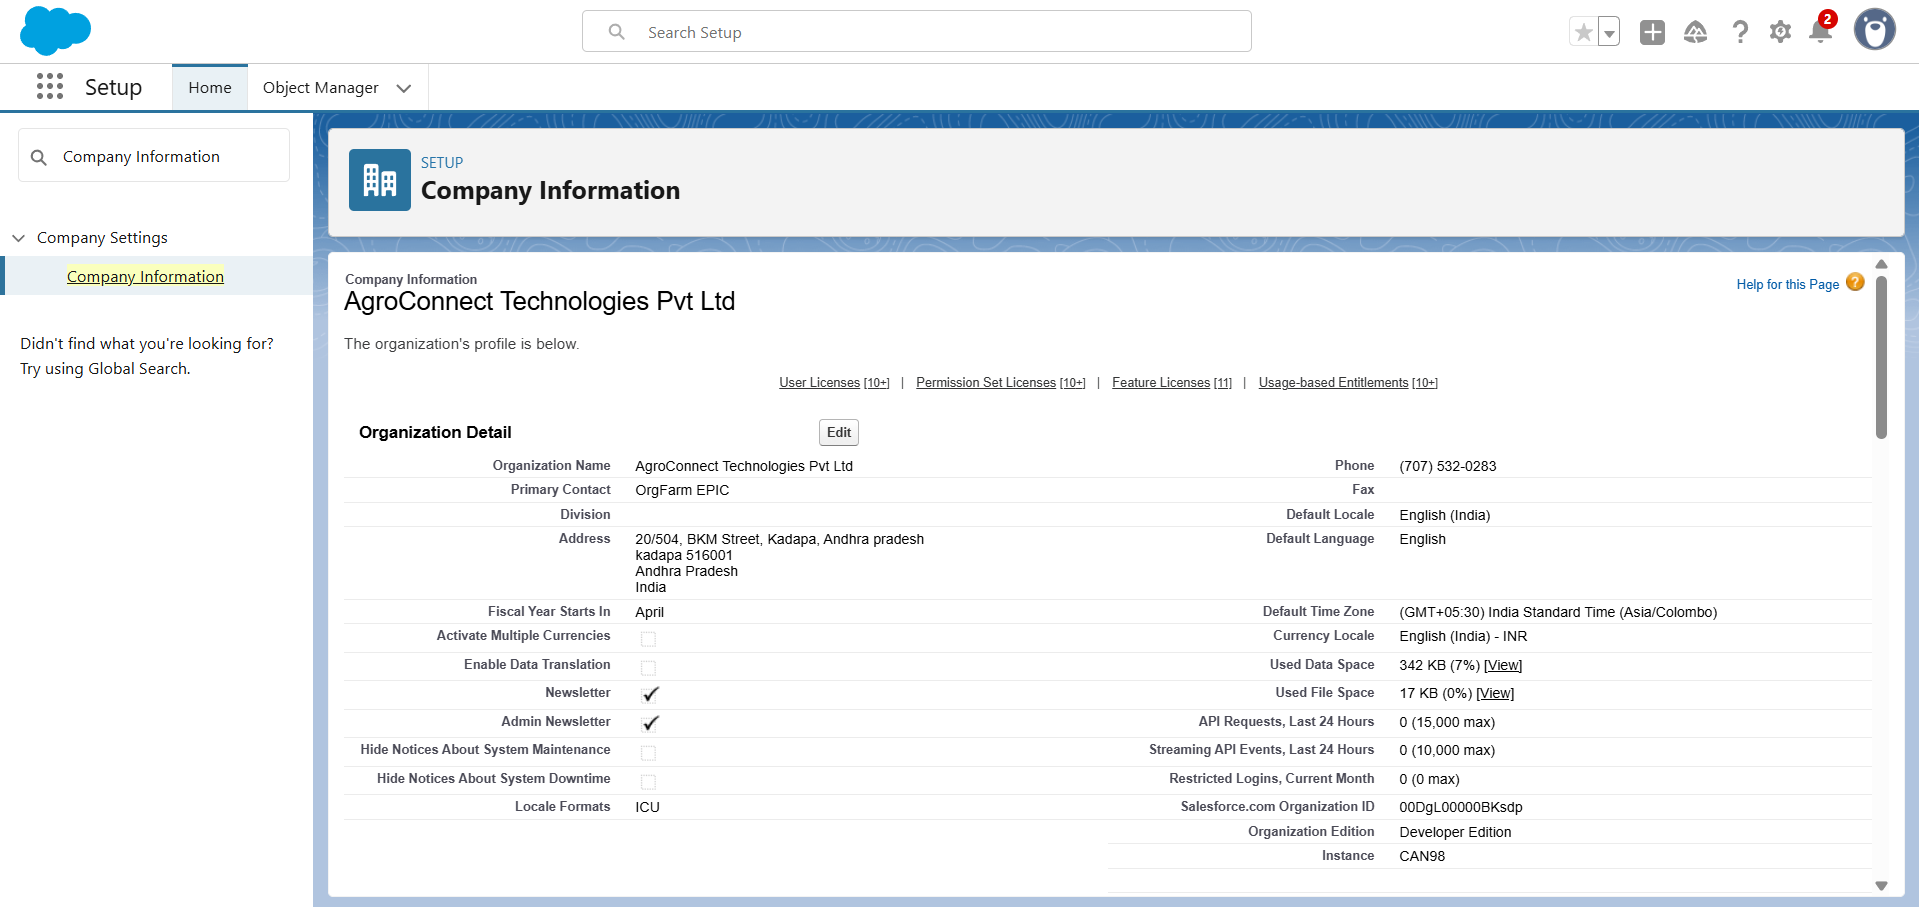 Search Setup
2
Setup
Home
Object Manager
Company Information
Company Settings
Company Information
Didn't find what you're looking for?
Try using Global Search.
SETUP
Company Information
Company Information
AgroConnect Technologies Pvt Ltd
Help for this Page ?
The organization's profile is below.
User Licenses [10+] | Permission Set Licenses [10+] | Feature Licenses [11] | Usage-based Entitlements [10+]
Organization Detail
Edit
Organization Name AgroConnect Technologies Pvt Ltd Phone (707) 532-0283
Primary Contact OrgFarm EPIC Fax
Division Default Locale English (India)
Address 20/504, BKM Street, Kadapa, Andhra pradesh Default Language English
kadapa 516001
Andhra Pradesh
India
Fiscal Year Starts In April Default Time Zone (GMT+05:30) India Standard Time (Asia/Colombo)
Activate Multiple Currencies Currency Locale English (India) - INR
Enable Data Translation Used Data Space 342 KB (7%) [View]
Newsletter Used File Space 17 KB (0%) [View]
Admin Newsletter API Requests, Last 24 Hours 0 (15,000 max)
Hide Notices About System Maintenance Streaming API Events, Last 24 Hours 0 (10,000 max)
Hide Notices About System Downtime Restricted Logins, Current Month 0 (0 max)
Locale Formats ICU Salesforce.com Organization ID 00DgL00000BKsdp
Organization Edition Developer Edition
Instance CAN98